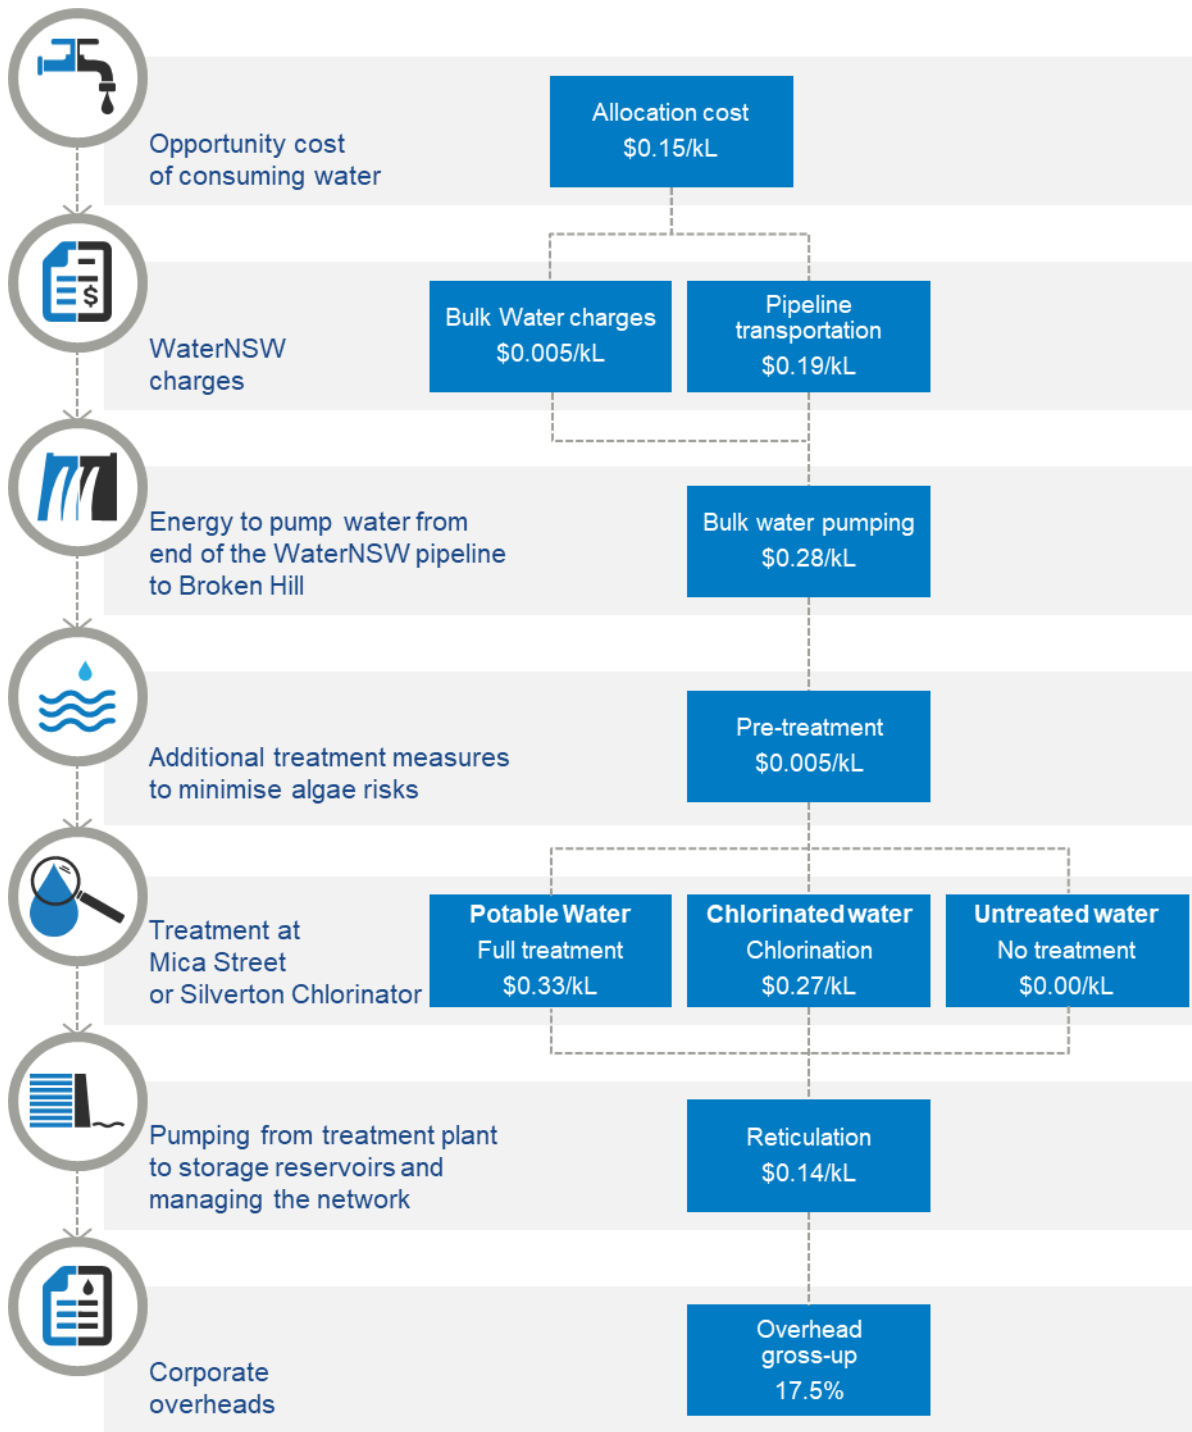 Opportunity cost
of consuming water
Allocation cost
$0.15/kL
WaterNSW
charges
$
Bulk Water charges
$0.005/kL
Pipeline
transportation
$0.19/kL
Energy to pump water from
end of the WaterNSW pipeline
to Broken Hill
Bulk water pumping
$0.28/kL
Additional treatment measures
to minimise algae risks
Pre-treatment
$0.005/kL
Treatment at
Mica Street
or Silverton Chlorinator
Potable Water
Full treatment
$0.33/kL
Chlorinated water
Chlorination
$0.27/kL
Untreated water
No treatment
$0.00/kL
Pumping from treatment plant
to storage reservoirs and
managing the network
Reticulation
$0.14/kL
Corporate
overheads
Overhead
gross-up
17.5%